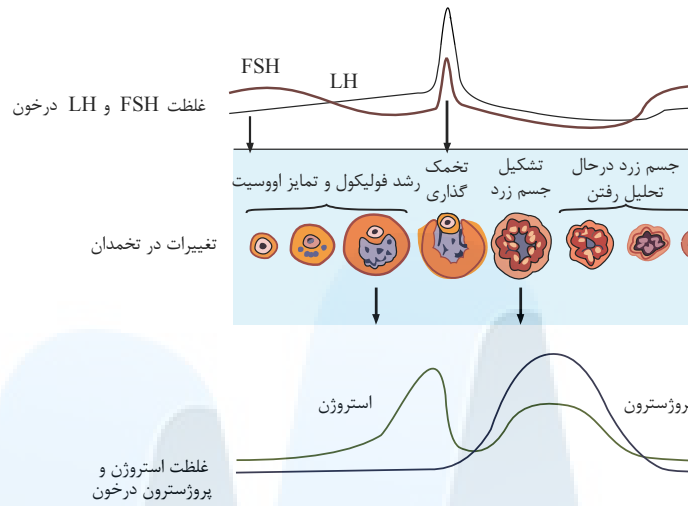 FSH
LH
غلظت FSH و LH درخون
رشد فولیکول و تمایز اووسیت
تخمک
گذاری
تشکیل
جسم زرد
جسم زرد درحال
تحلیل رفتن
تغییرات در تخمدان
استروژن
غلظت استروژن و
پروژسترون درخون